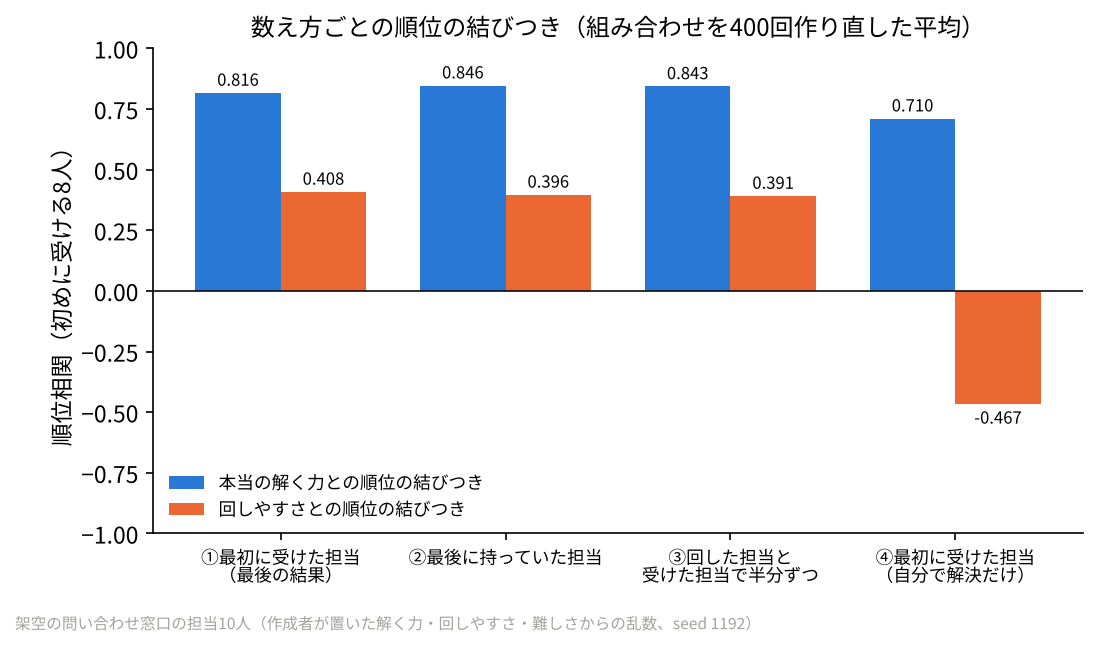 数え方ごとの順位の結びつき（組み合わせを400回作り直した平均）
順位相関（初めに受ける8人）
1.00
0.75
0.50
0.25
0.00
−0.25
−0.50
−0.75
−1.00
0.816
0.408
0.846
0.396
0.843
0.391
0.710
-0.467
本当の解く力との順位の結びつき
回しやすさとの順位の結びつき
①最初に受けた担当
（最後の結果）
②最後に持っていた担当
③回した担当と
受けた担当で半分ずつ
④最初に受けた担当
（自分で解決だけ）
架空の問い合わせ窓口の担当10人（作成者が置いた解く力・回しやすさ・難しさからの乱数、seed 1192）